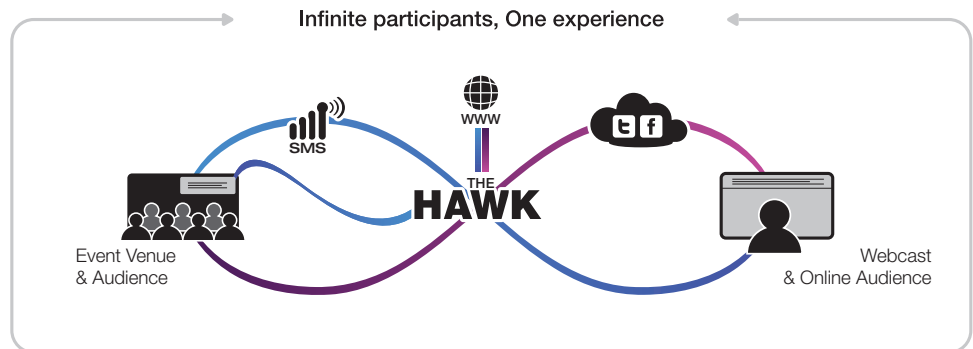 Infinite participants, One experience
WWW
SMS
t f
THE
HAWK
Event Venue
& Audience
Webcast
& Online Audience